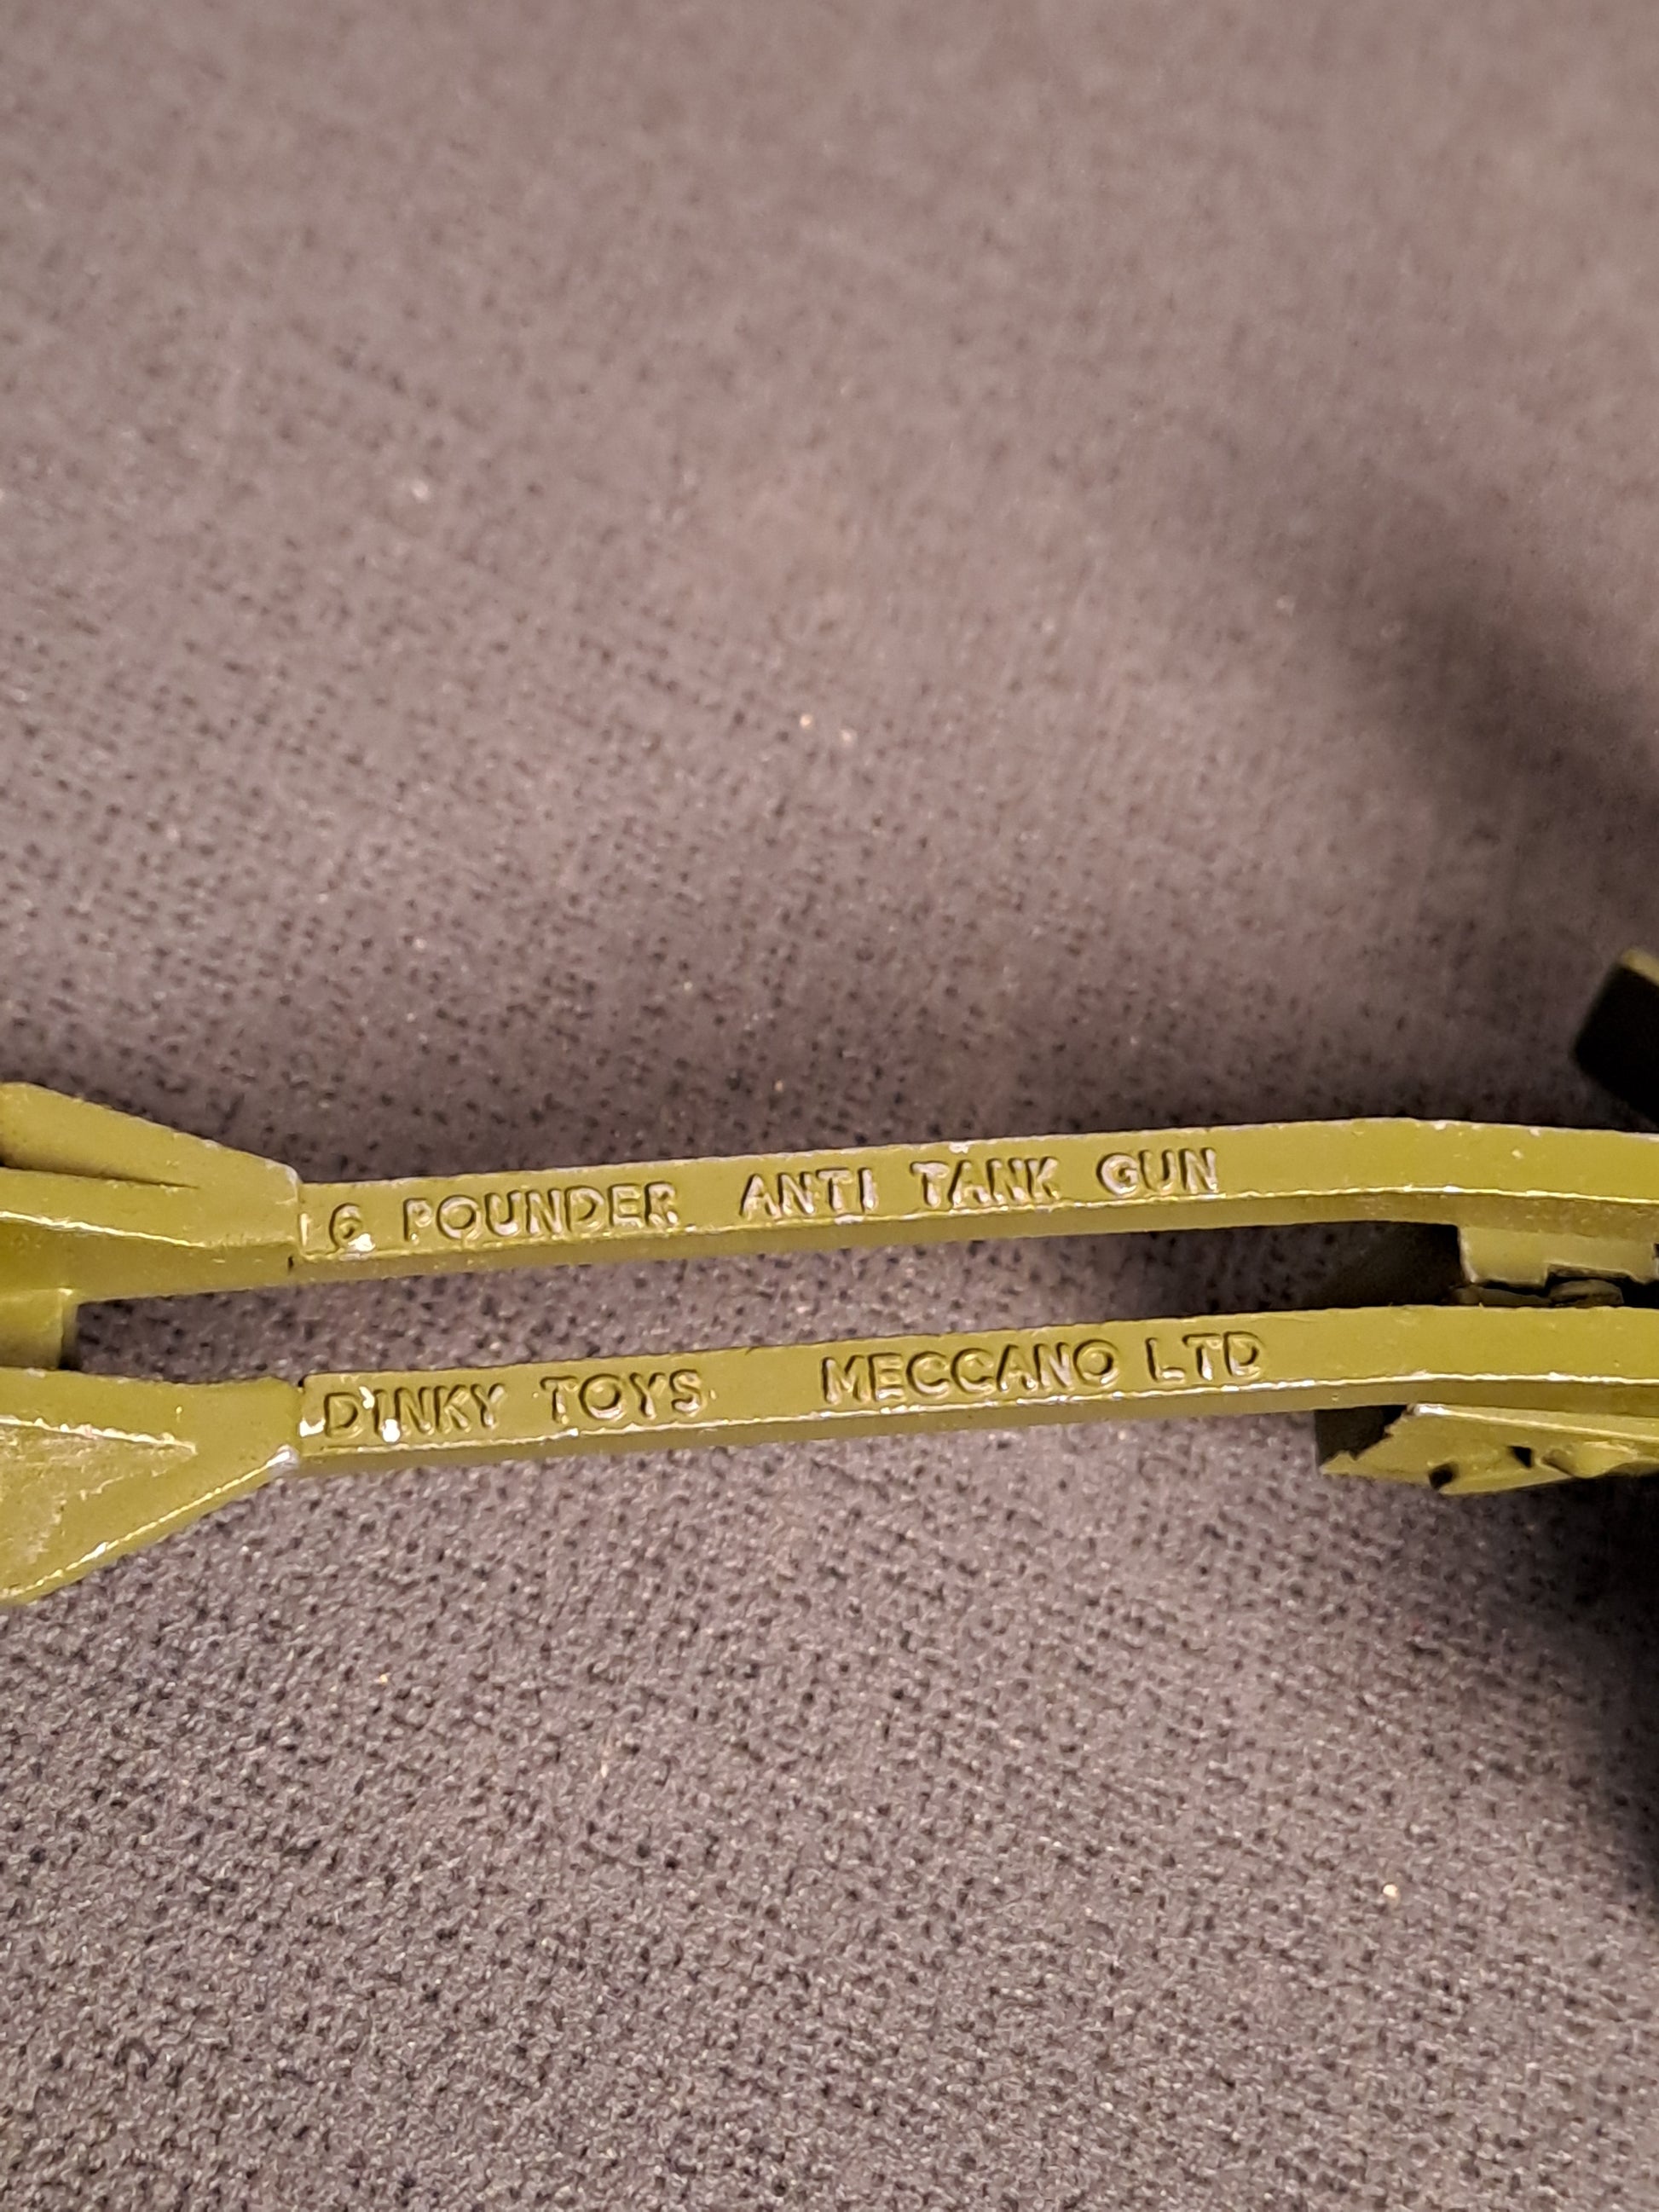 6 POUNDER ANTI TANK GUN
DINKY TOYS MECCANO LTD